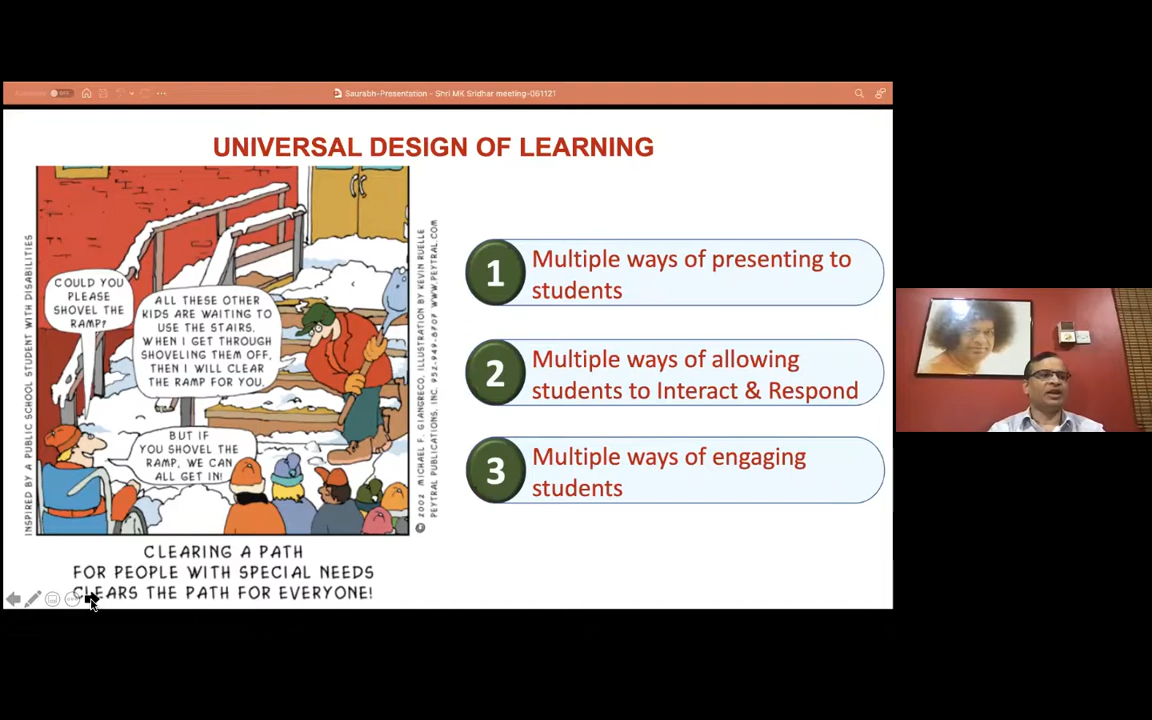 Saurabh-Presentation - Shri MK Sridhar meeting-061121
UNIVERSAL DESIGN OF LEARNING
INSPIRED BY A PUBLIC SCHOOL STUDENT WITH DISABILITIES
COULD YOU
PLEASE
SHOVEL THE
RAMP?
ALL THESE OTHER
KIDS ARE WAITING TO
USE THE STAIRS.
WHEN I GET THROUGH
SHOVELING THEM OFF,
THEN I WILL CLEAR
THE RAMP FOR YOU.
BUT IF
YOU SHOVEL THE
RAMP, WE CAN
ALL GET IN!
© 2002 MICHAEL F. GIANGRECO, ILLUSTRATION BY KEVIN RUELLE
PEYTRAL PUBLICATIONS, INC. 952-949-8707 WWW.PEYTRAL.COM
CLEARING A PATH
FOR PEOPLE WITH SPECIAL NEEDS
CLEARS THE PATH FOR EVERYONE!
1
Multiple ways of presenting to
students
2
Multiple ways of allowing
students to Interact & Respond
3
Multiple ways of engaging
students